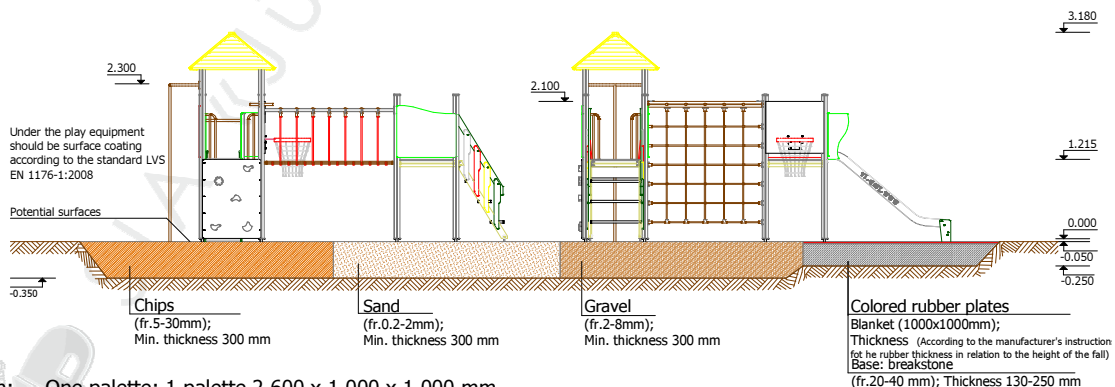 3.180
2.300
2.100
Under the play equipment
should be surface coating
according to the standard LVS
EN 1176-1:2008
1.215
Potential surfaces
0.000
-0.050
-0.250
-0.350
Chips
(fr.5-30mm);
Min. thickness 300 mm
Sand
(fr.0.2-2mm);
Min. thickness 300 mm
Gravel
(fr.2-8mm);
Min. thickness 300 mm
Colored rubber plates
Blanket (1000x1000mm);
Thickness (According to the manufacturer's instructions
fot he rubber thickness in relation to the height of the fall)
Base: breakstone
(fr.20-40 mm); Thickness 130-250 mm
One palette: 1 palette 2 600 x 1 000 x 1 000 mm